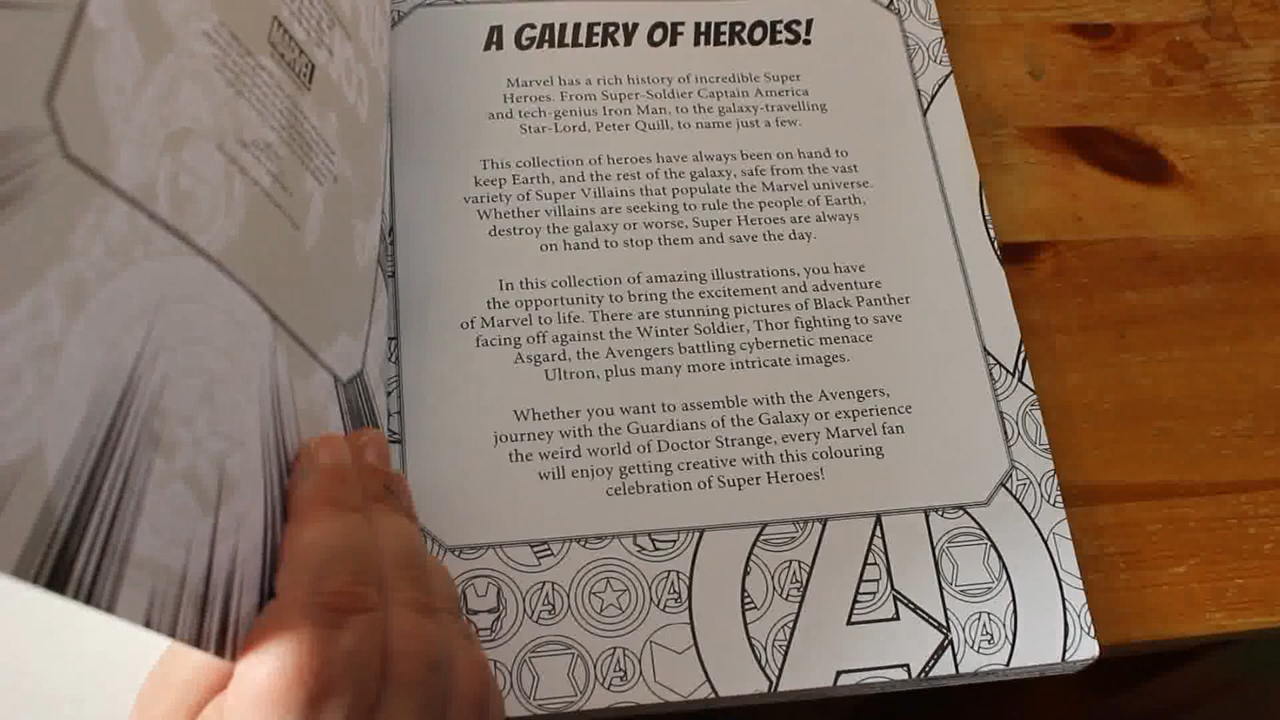 MARVEL
A GALLERY OF HEROES!
Marvel has a rich history of incredible Super
Heroes. From Super-Soldier Captain America
and tech-genius Iron Man, to the galaxy-travelling
Star-Lord, Peter Quill, to name just a few.
This collection of heroes have always been on hand to
keep Earth, and the rest of the galaxy, safe from the vast
variety of Super Villains that populate the Marvel universe.
Whether villains are seeking to rule the people of Earth,
destroy the galaxy or worse, Super Heroes are always
on hand to stop them and save the day.
In this collection of amazing illustrations, you have
the opportunity to bring the excitement and adventure
of Marvel to life. There are stunning pictures of Black Panther
facing off against the Winter Soldier, Thor fighting to save
Asgard, the Avengers battling cybernetic menace
Ultron, plus many more intricate images.
Whether you want to assemble with the Avengers,
journey with the Guardians of the Galaxy or experience
the weird world of Doctor Strange, every Marvel fan
will enjoy getting creative with this colouring
celebration of Super Heroes!